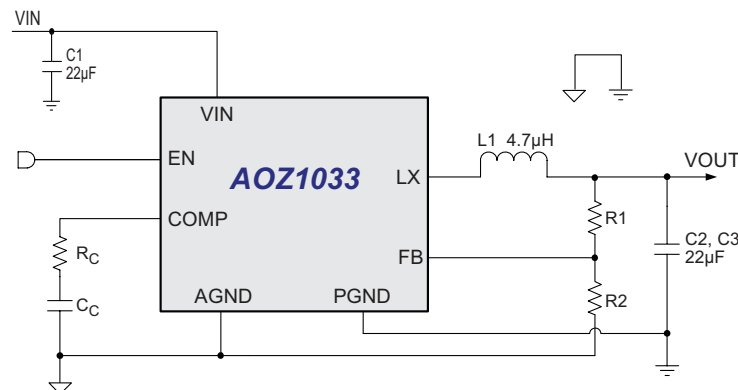 VIN
C1
22µF
VIN
EN
AOZ1033
LX
L1 4.7µH
VOUT
COMP
R1
C2, C3
22µF
RC
FB
CC
AGND
PGND
R2